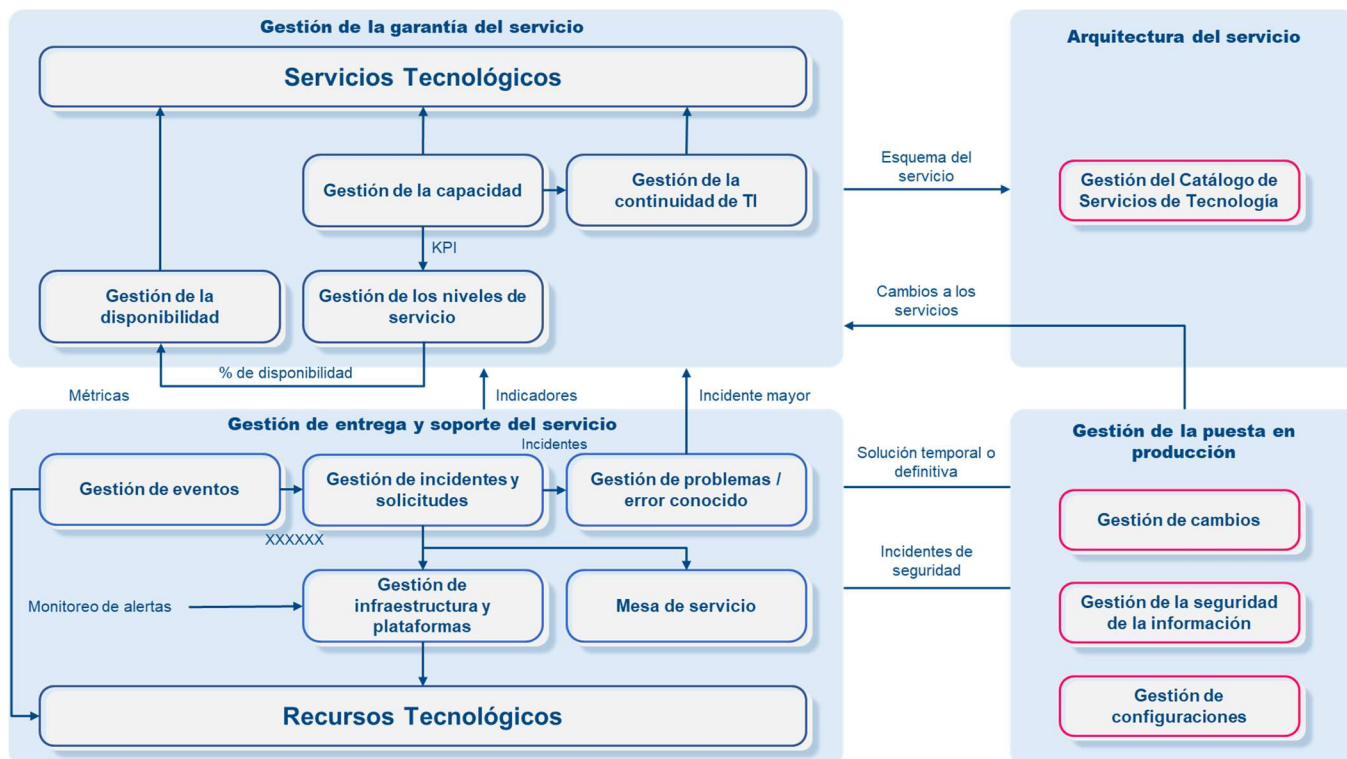 Gestión de la garantía del servicio
Servicios Tecnológicos
Gestión de la capacidad
Gestión de la
continuidad de TI
KPI
Gestión de la
disponibilidad
Gestión de los niveles de
servicio
% de disponibilidad
Esquema del
servicio
Cambios a los
servicios
Arquitectura del servicio
Gestión del Catálogo de
Servicios de Tecnología
Métricas
Indicadores
Incidente mayor
Gestión de entrega y soporte del servicio
Incidentes
Gestión de eventos
Gestión de incidentes y
solicitudes
Gestión de problemas /
error conocido
XXXXXX
Monitoreo de alertas
Gestión de
infraestructura y
plataformas
Mesa de servicio
Recursos Tecnológicos
Solución temporal o
definitiva
Incidentes de
seguridad
Gestión de la puesta en
producción
Gestión de cambios
Gestión de la seguridad
de la información
Gestión de
configuraciones